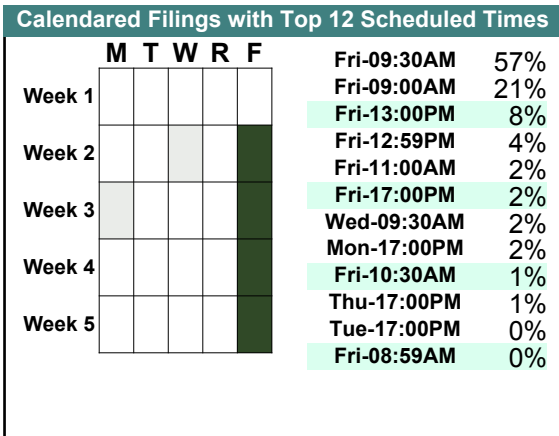 Calendared Filings with Top 12 Scheduled Times
M T W R F
Week 1
Week 2
Week 3
Week 4
Week 5
Fri-09:30AM 57%
Fri-09:00AM 21%
Fri-13:00PM 8%
Fri-12:59PM 4%
Fri-11:00AM 2%
Fri-17:00PM 2%
Wed-09:30AM 2%
Mon-17:00PM 2%
Fri-10:30AM 1%
Thu-17:00PM 1%
Tue-17:00PM 0%
Fri-08:59AM 0%